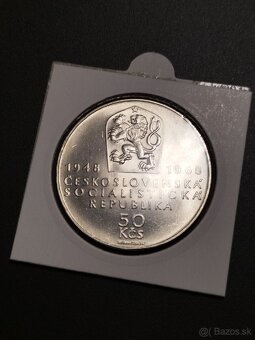 1948 1968
ČESKOSLOVENSKÁ
SOCIALISTICKÁ
REPUBLIKA
50
Kčs
© Bazos.sk